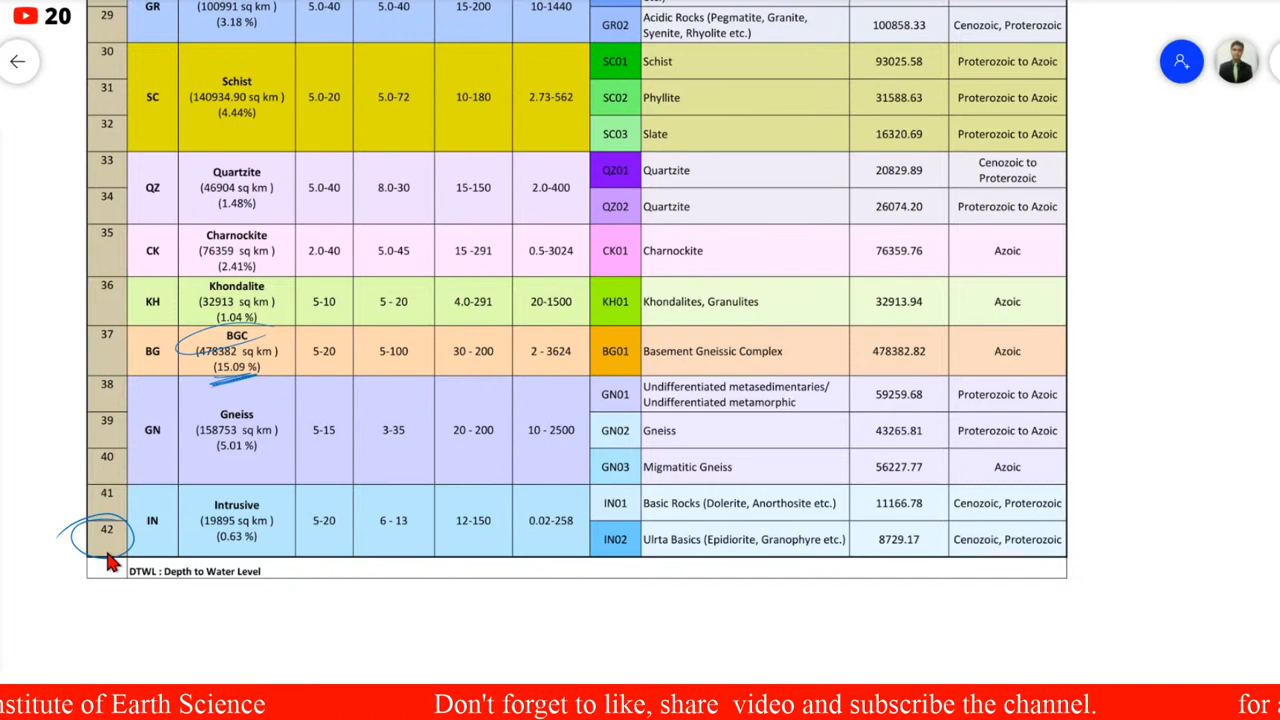 20
GR
(100991 sq km)
(3.18 %)
5.0-40
5.0-40
15-200
10-1440
29
GR02
Acidic Rocks (Pegmatite, Granite,
Syenite, Rhyolite etc.)
100858.33
Cenozoic, Proterozoic
30
31
32
SC
Schist
(140934.90 sq km )
(4.44%)
5.0-20
5.0-72
10-180
2.73-562
SC01
Schist
93025.58
Proterozoic to Azoic
SC02
Phyllite
31588.63
Proterozoic to Azoic
SC03
Slate
16320.69
Proterozoic to Azoic
33
34
QZ
Quartzite
(46904 sq km )
(1.48%)
5.0-40
8.0-30
15-150
2.0-400
QZ01
Quartzite
20829.89
Cenozoic to
Proterozoic
QZ02
Quartzite
26074.20
Proterozoic to Azoic
35
CK
Charnockite
(76359 sq km )
(2.41%)
2.0-40
5.0-45
15 -291
0.5-3024
CK01
Charnockite
76359.76
Azoic
36
KH
Khondalite
(32913 sq km )
(1.04 %)
5-10
5 - 20
4.0-291
20-1500
KH01
Khondalites, Granulites
32913.94
Azoic
37
BG
BGC
(478382 sq km )
(15.09 %)
5-20
5-100
30 - 200
2 - 3624
BG01
Basement Gneissic Complex
478382.82
Azoic
38
39
40
GN
Gneiss
(158753 sq km )
(5.01 %)
5-15
3-35
20 - 200
10 - 2500
GN01
Undifferentiated metasedimentaries/
Undifferentiated metamorphic
59259.68
Proterozoic to Azoic
GN02
Gneiss
43265.81
Proterozoic to Azoic
GN03
Migmatitic Gneiss
56227.77
Azoic
41
42
IN
Intrusive
(19895 sq km )
(0.63 %)
5-20
6 - 13
12-150
0.02-258
IN01
Basic Rocks (Dolerite, Anorthosite etc.)
11166.78
Cenozoic, Proterozoic
IN02
Ulrta Basics (Epidiorite, Granophyre etc.)
8729.17
Cenozoic, Proterozoic
DTWL : Depth to Water Level
nstitute of Earth Science
Don't forget to like, share video and subscribe the channel.
for